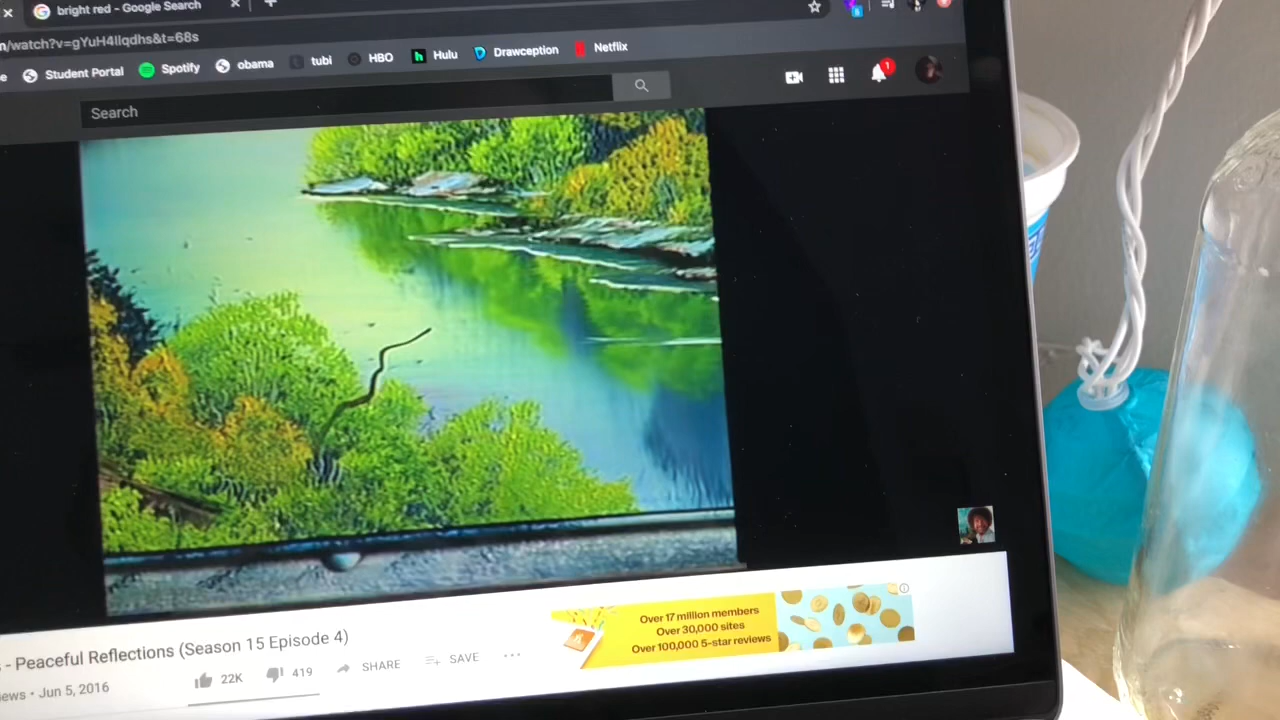 bright red - Google Search
/watch?v=gYuH4Ilqdhs&t=68s
Student Portal
Spotify
obama
tubi
HBO
Hulu
Drawception
Netflix
Search
1
- Peaceful Reflections (Season 15 Episode 4)
Jun 5, 2016
22K
419
SHARE
SAVE
Over 17 million members
Over 30,000 sites
Over 100,000 5-star reviews